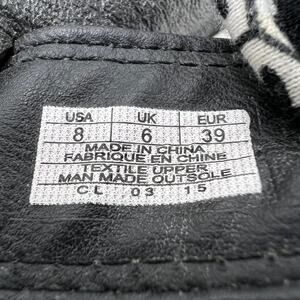 USA UK EUR
8 6 39
MADE IN CHINA
FABRIQUE EN CHINE
TEXTILE UPPER
MAN MADE OUTSOLE
CL 03 15